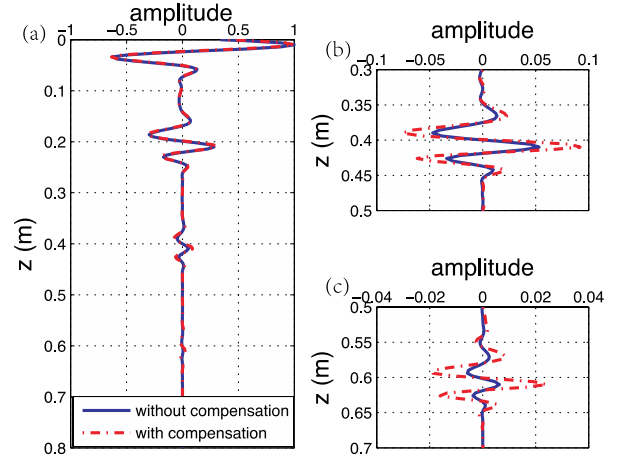 (a)
amplitude
−1 −0.5 0 0.5 1
0
0.1
0.2
0.3
0.4
0.5
0.6
0.7
0.8
z (m)
without compensation
with compensation
(b)
amplitude
−0.1 −0.05 0 0.05 0.1
0.3
0.35
0.4
0.45
0.5
z (m)
(c)
amplitude
−0.04 −0.02 0 0.02 0.04
0.5
0.55
0.6
0.65
0.7
z (m)